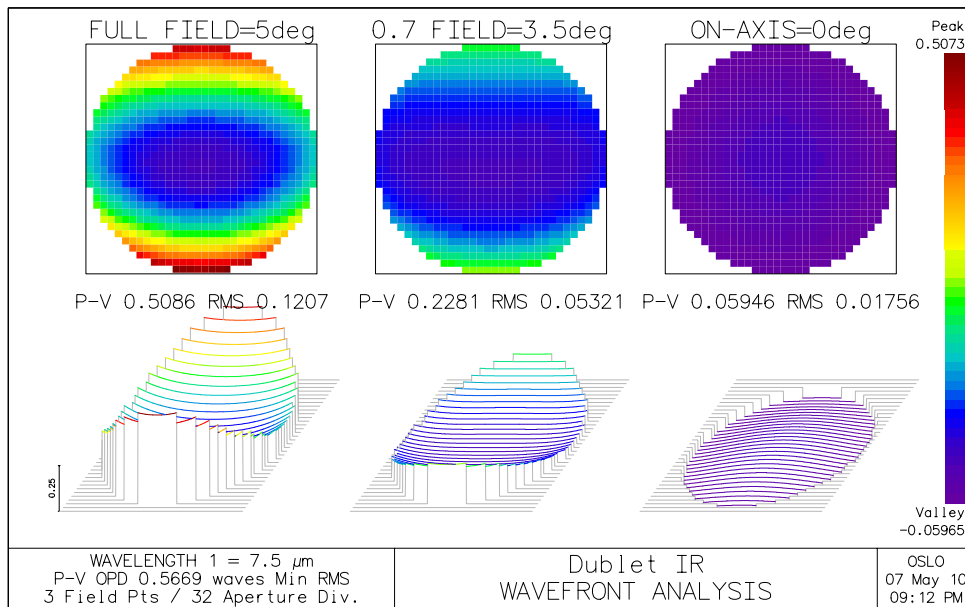 FULL FIELD=5deg
0.7 FIELD=3.5deg
ON-AXIS=0deg
Peak
0.5073
P-V 0.5086 RMS 0.1207
P-V 0.2281 RMS 0.05321
P-V 0.05946 RMS 0.01756
0.25
Valley
-0.05965
WAVELENGTH 1 = 7.5 µm
P-V OPD 0.5669 waves Min RMS
3 Field Pts / 32 Aperture Div.
Dublet IR
WAVEFRONT ANALYSIS
OSLO
07 May 10
09:12 PM